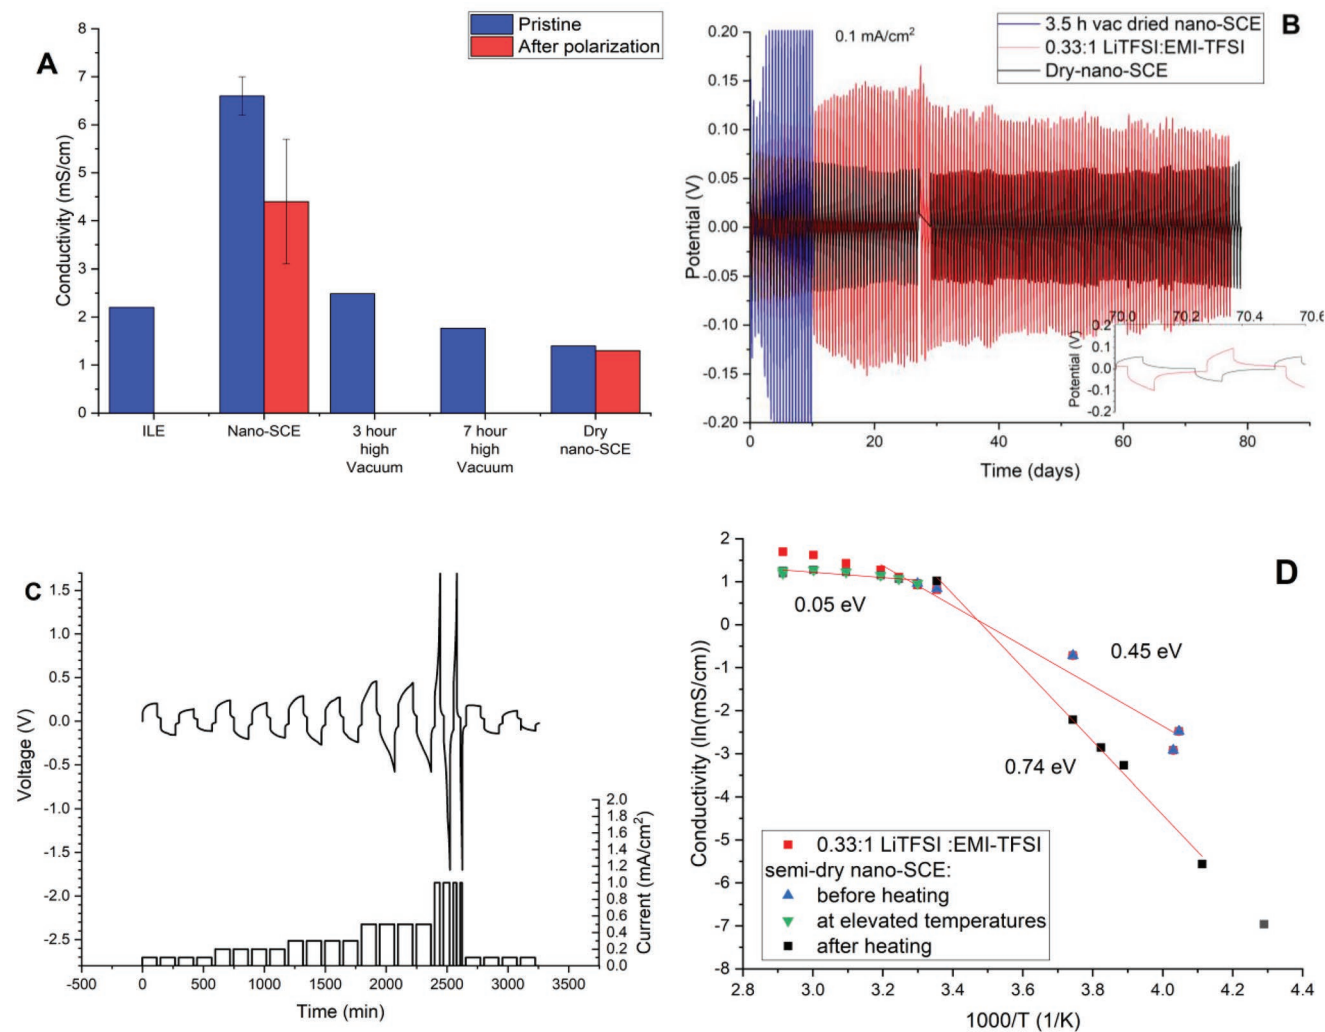 A
Pristine
After polarization
8
7
6
5
4
3
2
1
0
Conductivity (mS/cm)
ILE
Nano-SCE
3 hour
high
Vacuum
7 hour
high
Vacuum
Dry
nano-SCE
B
0.1 mA/cm²
3.5 h vac dried nano-SCE
0.33:1 LiTFSI:EMI-TFSI
Dry-nano-SCE
0.20
0.15
0.10
0.05
0.00
-0.05
-0.10
-0.15
-0.20
Potential (V)
0
20
40
60
80
100
Time (days)
70.0
70.2
70.4
70.6
0.2
0.1
0.0
-0.1
-0.2
Potential (V)
C
1.5
1.0
0.5
0.0
-0.5
-1.0
-1.5
-2.0
-2.5
Voltage (V)
2.0
1.8
1.6
1.4
1.2
1.0
0.8
0.6
0.4
0.2
0.0
Current (mA/cm²)
-500
0
500
1000
1500
2000
2500
3000
3500
Time (min)
D
2
1
0
-1
-2
-3
-4
-5
-6
-7
-8
Conductivity (Ln(mS/cm))
0.05 eV
0.45 eV
0.74 eV
0.33:1 LiTFSI :EMI-TFSI
semi-dry nano-SCE:
before heating
at elevated temperatures
after heating
2.8
3.0
3.2
3.4
3.6
3.8
4.0
4.2
4.4
1000/T (1/K)